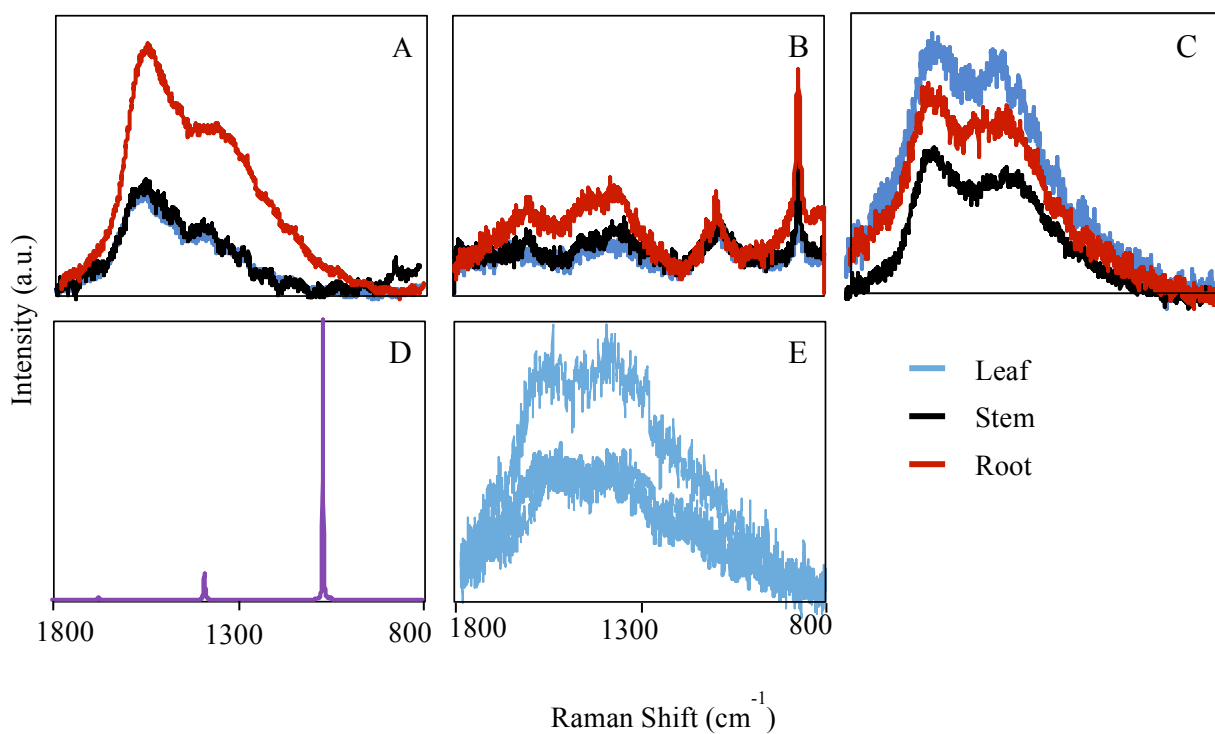 A
B
C
Intensity (a.u.)
D
E
Leaf
Stem
Root
1800
1300
800
1800
1300
800
Raman Shift (cm⁻¹)